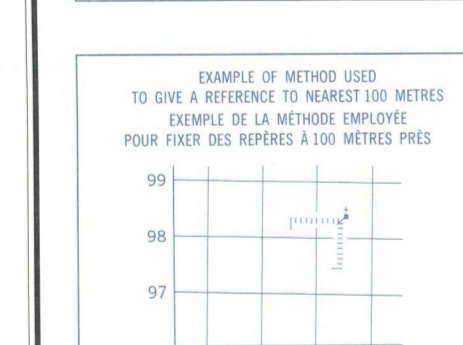 EXAMPLE OF METHOD USED
TO GIVE A REFERENCE TO NEAREST 100 METRES
EXEMPLE DE LA MÉTHODE EMPLOYÉE
POUR FIXER DES REPÈRES À 100 MÈTRES PRÈS
99
98
97